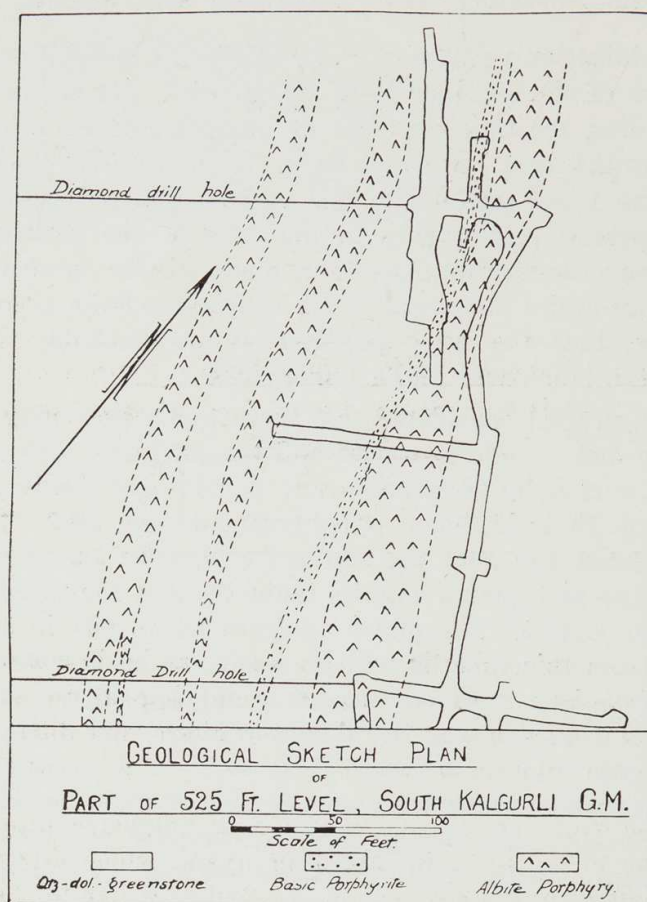 Diamond drill hole
Diamond Drill hole
GEOLOGICAL SKETCH PLAN
OF
PART OF 525 FT. LEVEL, SOUTH KALGURLI G.M.
0 50 100
Scale of Feet.
Qtz-dol.-greenstone
Basic Porphyrite
Albite Porphyry.